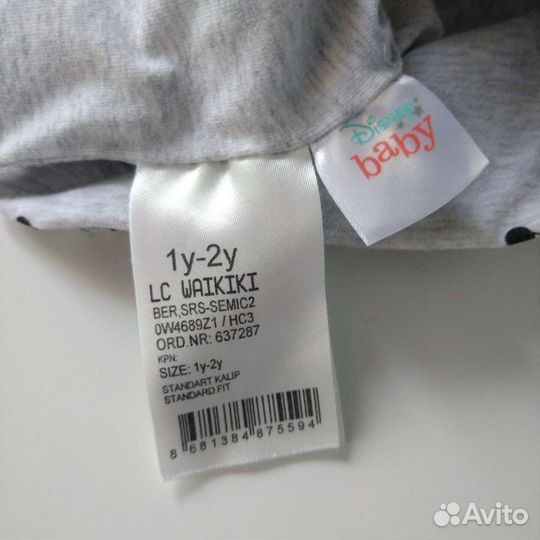 Disney
baby
1y-2y
LC WAIKIKI
BER,SRS-SEMIC2
0W4689Z1 / HC3
ORD.NR: 637287
KPN:
SIZE: 1y-2y
STANDART KALIP
STANDARD FIT
8 681384 875594
Avito